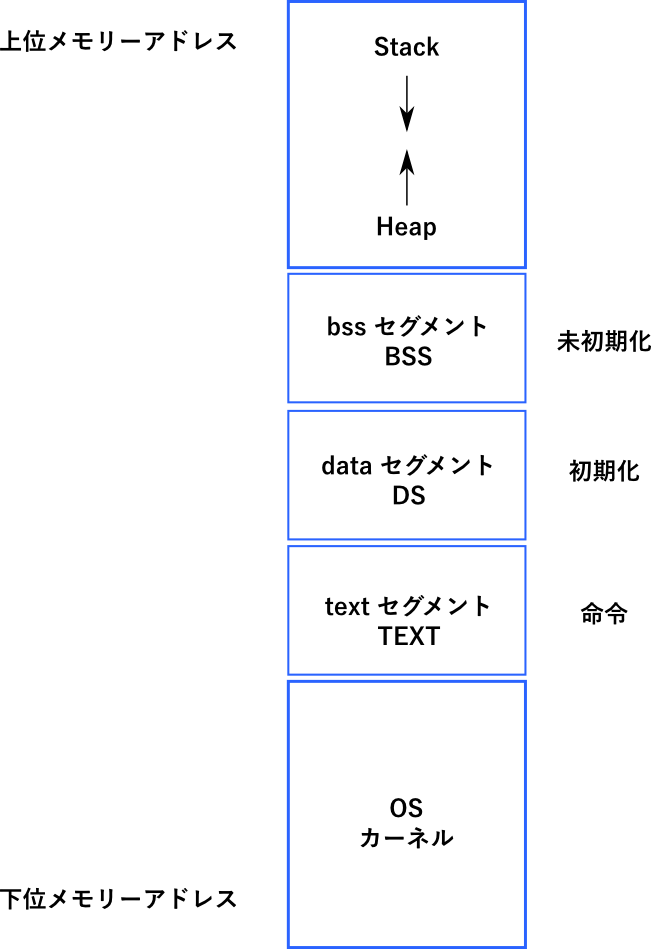 上位メモリーアドレス
Stack
Heap
bss セグメント
BSS
未初期化
data セグメント
DS
初期化
text セグメント
TEXT
命令
OS
カーネル
下位メモリーアドレス